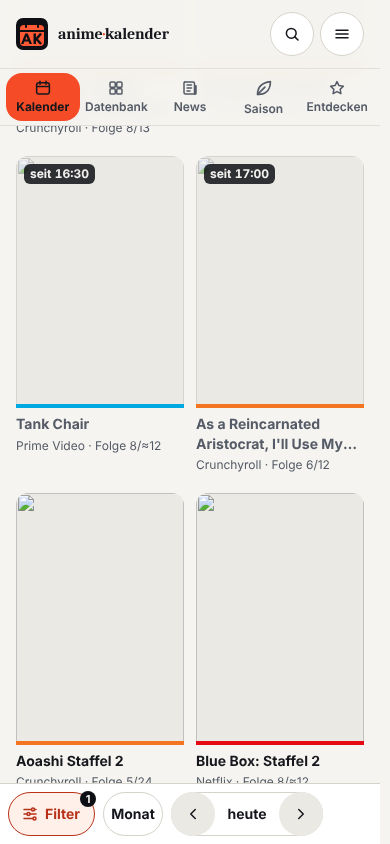 AK anime·kalender
Kalender Datenbank News Saison Entdecken
Crunchyroll · Folge 8/13
seit 16:30 seit 17:00
Tank Chair
Prime Video · Folge 8/≈12
As a Reincarnated
Aristocrat, I'll Use My...
Crunchyroll · Folge 6/12
Aoashi Staffel 2
Crunchyroll · Folge 5/24
Blue Box: Staffel 2
Netflix · Folge 8/≈12
Filter 1 Monat heute